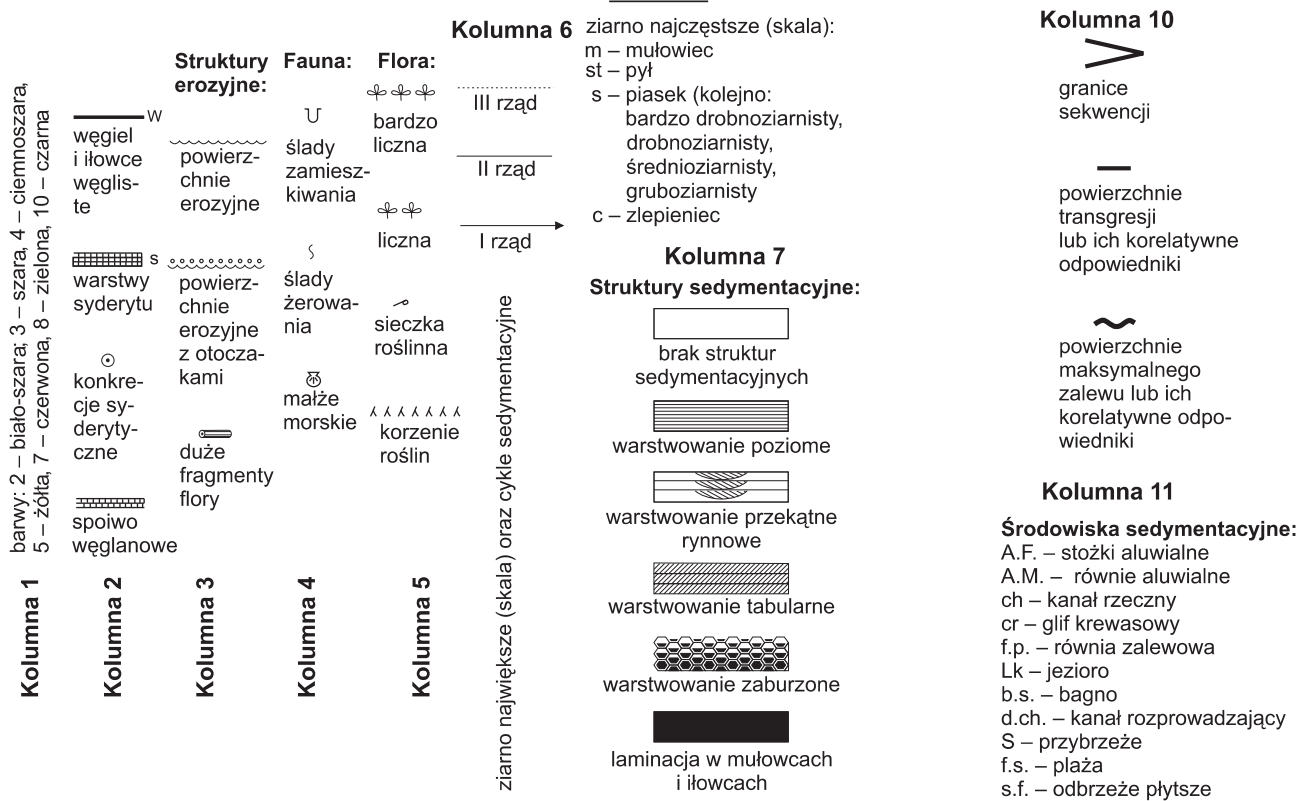 barwy: 2 – biało-szara; 3 – szara, 4 – ciemnoszara,
5 – żółta, 7 – czerwona, 8 – zielona, 10 – czarna
Kolumna 1
W
węgiel
i iłowce
węglis-
te
s
warstwy
syderytu
konkre-
cje sy-
deryty-
czne
spoiwo
węglanowe
Kolumna 2
Struktury
erozyjne:
powierz-
chnie
erozyjne
powierz-
chnie
erozyjne
z otocza-
kami
duże
fragmenty
flory
Kolumna 3
Fauna:
ślady
zamiesz-
kiwania
ślady
żerowa-
nia
małże
morskie
Kolumna 4
Flora:
bardzo
liczna
liczna
sieczka
roślinna
korzenie
roślin
Kolumna 5
Kolumna 6
III rząd
II rząd
I rząd
ziarno największe (skala) oraz cykle sedymentacyjne
ziarno najczęstsze (skala):
m – mułowiec
st – pył
s – piasek (kolejno:
bardzo drobnoziarnisty,
drobnoziarnisty,
średnioziarnisty,
gruboziarnisty
c – zlepieniec
Kolumna 7
Struktury sedymentacyjne:
brak struktur
sedymentacyjnych
warstwowanie poziome
warstwowanie przekątne
rynnowe
warstwowanie tabularne
warstwowanie zaburzone
laminacja w mułowcach
i iłowcach
Kolumna 10
granice
sekwencji
powierzchnie
transgresji
lub ich korelatywne
odpowiedniki
powierzchnie
maksymalnego
zalewu lub ich
korelatywne odpo-
wiedniki
Kolumna 11
Środowiska sedymentacyjne:
A.F. – stożki aluwialne
A.M. – równie aluwialne
ch – kanał rzeczny
cr – glif krewasowy
f.p. – równia zalewowa
Lk – jezioro
b.s. – bagno
d.ch. – kanał rozprowadzający
S – przybrzeże
f.s. – plaża
s.f. – odbrzeże płytsze